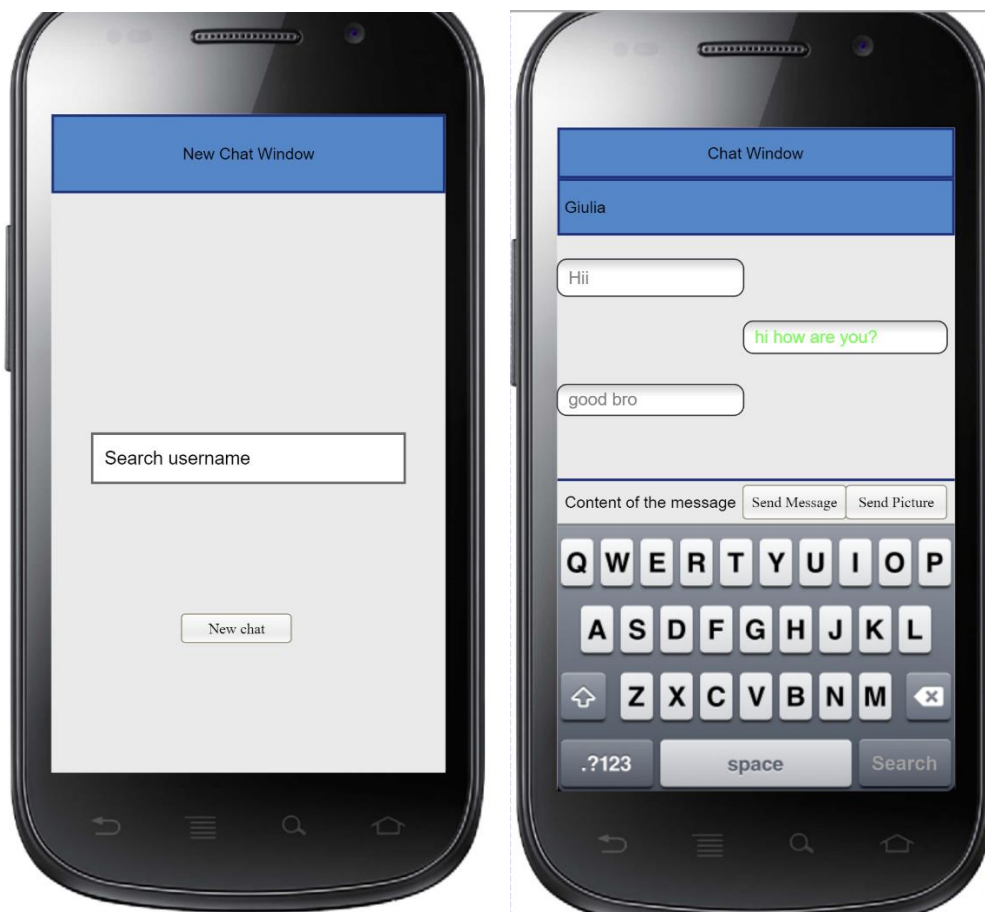 New Chat Window
Search username
New chat
Chat Window
Giulia
Hii
hi how are you?
good bro
Content of the message Send Message Send Picture
Q W E R T Y U I O P
A S D F G H J K L
Z X C V B N M
.?123 space Search